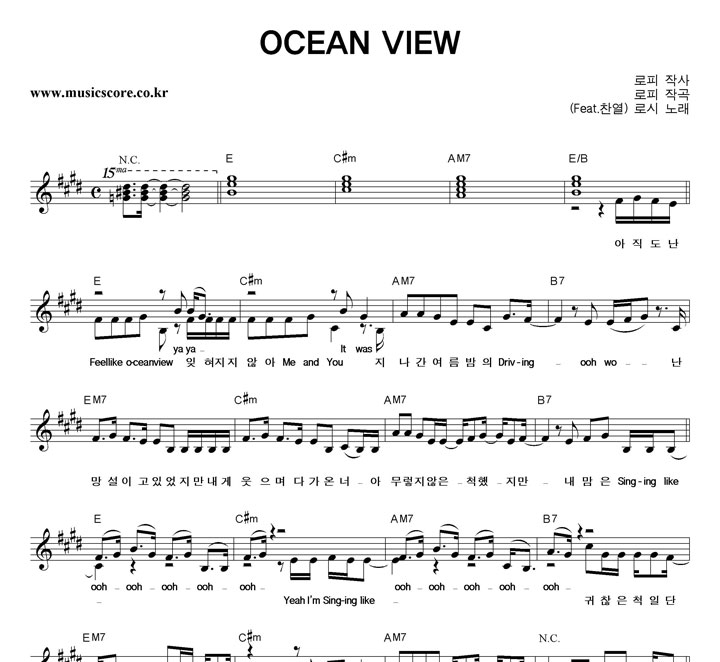 OCEAN VIEW
로피 작사
www.musicscore.co.kr
로피 작곡
(Feat.찬열) 로시 노래
N.C. 15ma E C#m AM7 E/B
아 직 도 난
E C#m AM7 B7
ya ya It was
Feel like o-ceanview 잊 혀지지 않 아 Me and You 지 나 간 여 름 밤 의 Driv-ing ooh wo 난
EM7 C#m AM7 B7
망 설 이 고 있 었 지 만 내 게 웃 으 며 다 가 온 너 아 무렇지않은 척했 지만 내 맘 은 Sing-ing like
E C#m AM7 B7
ooh ooh ooh ooh ooh ooh ooh ooh ooh ooh
Yeah I'm Sing-ing like 귀 찮 은 척 일 단
EM7 C#m AM7 N.C.